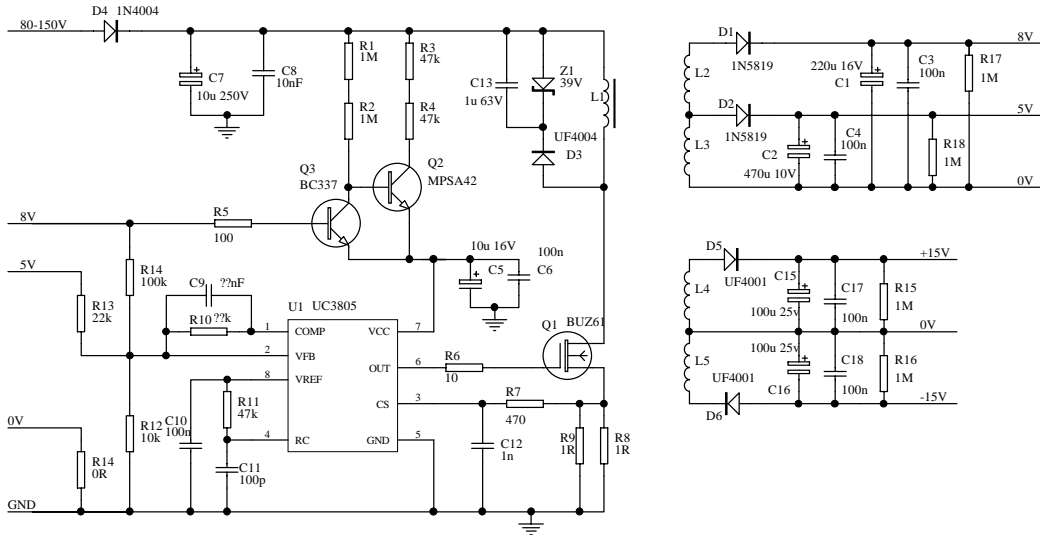 80-150V
D4 1N4004
C7
10u 250V
C8
10nF
R1
1M
R2
1M
R3
47k
R4
47k
C13
1u 63V
Z1
39V
L1
UF4004
D3
Q3
BC337
Q2
MPSA42
8V
R5
100
5V
R13
22k
R14
100k
C9 ??nF
R10 ??k
U1 UC3805
1 COMP
2 VFB
8 VREF
4 RC
VCC 7
OUT 6
CS 3
GND 5
10u 16V
C5
100n
C6
Q1 BUZ61
R6
10
R7
470
R11
47k
C10
100n
R12
10k
C11
100p
C12
1n
R9
1R
R8
1R
0V
R14
0R
GND
D1
1N5819
L2
220u 16V
C1
C3
100n
R17
1M
8V
D2
1N5819
L3
C2
470u 10V
C4
100n
R18
1M
5V
0V
D5
UF4001
L4
C15
100u 25v
C17
100n
R15
1M
+15V
0V
L5
100u 25v
C16
C18
100n
R16
1M
UF4001
D6
-15V